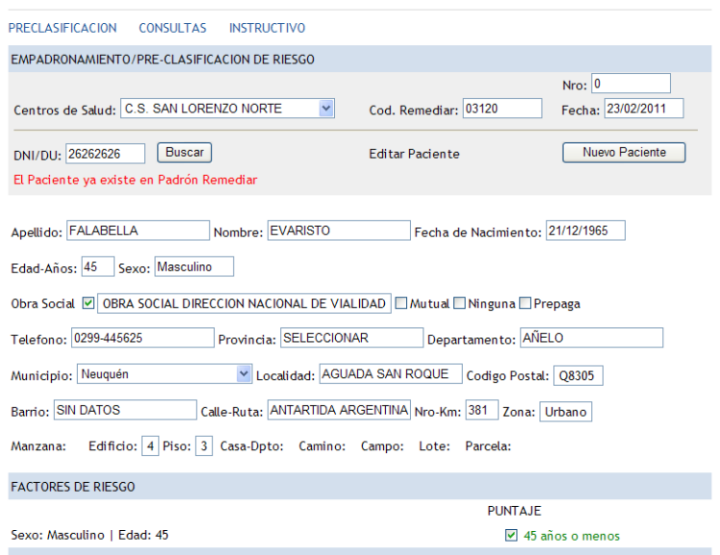 PRECLASIFICACION CONSULTAS INSTRUCTIVO
EMPADRONAMIENTO/PRE-CLASIFICACION DE RIESGO
Nro: 0
Centros de Salud: C.S. SAN LORENZO NORTE Cod. Remediar: 03120 Fecha: 23/02/2011
DNI/DU: 26262626 Buscar Editar Paciente Nuevo Paciente
El Paciente ya existe en Padrón Remediar
Apellido: FALABELLA Nombre: EVARISTO Fecha de Nacimiento: 21/12/1965
Edad-Años: 45 Sexo: Masculino
Obra Social OBRA SOCIAL DIRECCION NACIONAL DE VIALIDAD Mutual Ninguna Prepaga
Telefono: 0299-445625 Provincia: SELECCIONAR Departamento: AÑELO
Municipio: Neuquén Localidad: AGUADA SAN ROQUE Codigo Postal: Q8305
Barrio: SIN DATOS Calle-Ruta: ANTARTIDA ARGENTINA Nro-Km: 381 Zona: Urbano
Manzana: Edificio: 4 Piso: 3 Casa-Dpto: Camino: Campo: Lote: Parcela:
FACTORES DE RIESGO
PUNTAJE
Sexo: Masculino | Edad: 45 45 años o menos